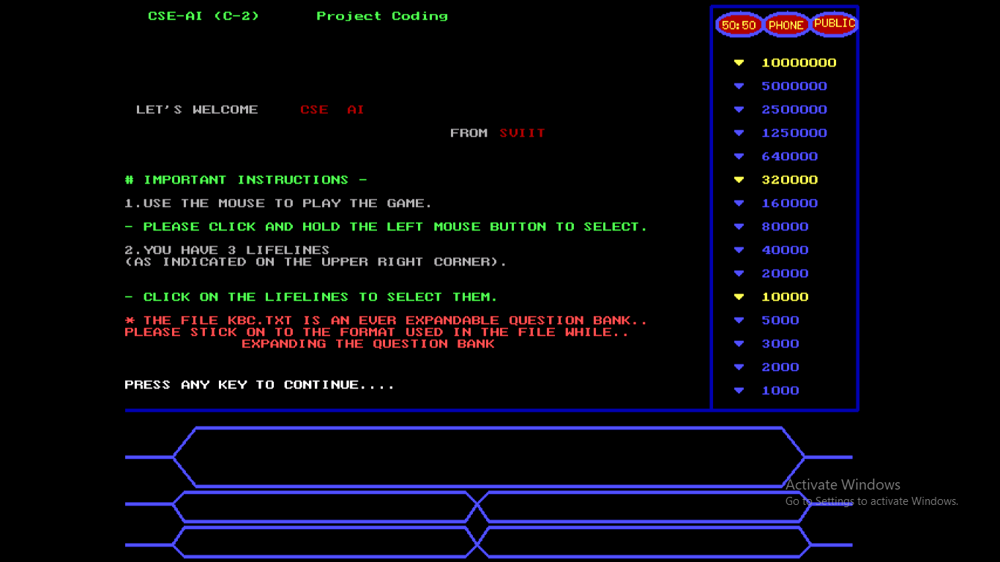 CSE-AI (C-2) Project Coding
50:50 PHONE PUBLIC
10000000
5000000
2500000
LET'S WELCOME CSE AI
1250000
FROM SVIIT
640000
# IMPORTANT INSTRUCTIONS -
320000
1.USE THE MOUSE TO PLAY THE GAME.
160000
- PLEASE CLICK AND HOLD THE LEFT MOUSE BUTTON TO SELECT.
80000
2.YOU HAVE 3 LIFELINES
40000
(AS INDICATED ON THE UPPER RIGHT CORNER).
20000
- CLICK ON THE LIFELINES TO SELECT THEM.
10000
* THE FILE KBC.TXT IS AN EVER EXPANDABLE QUESTION BANK..
5000
PLEASE STICK ON TO THE FORMAT USED IN THE FILE WHILE..
EXPANDING THE QUESTION BANK
3000
2000
PRESS ANY KEY TO CONTINUE....
1000
Activate Windows
Go to Settings to activate Windows.